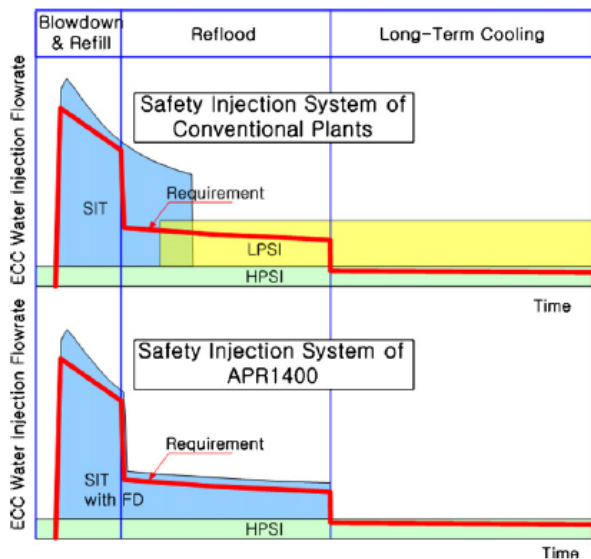 Blowdown
& Refill
Reflood
Long-Term Cooling
ECC Water Injection Flowrate
Safety Injection System of
Conventional Plants
Requirement
SIT
LPSI
HPSI
Time
ECC Water Injection Flowrate
Safety Injection System of
APR1400
Requirement
SIT
with FD
HPSI
Time